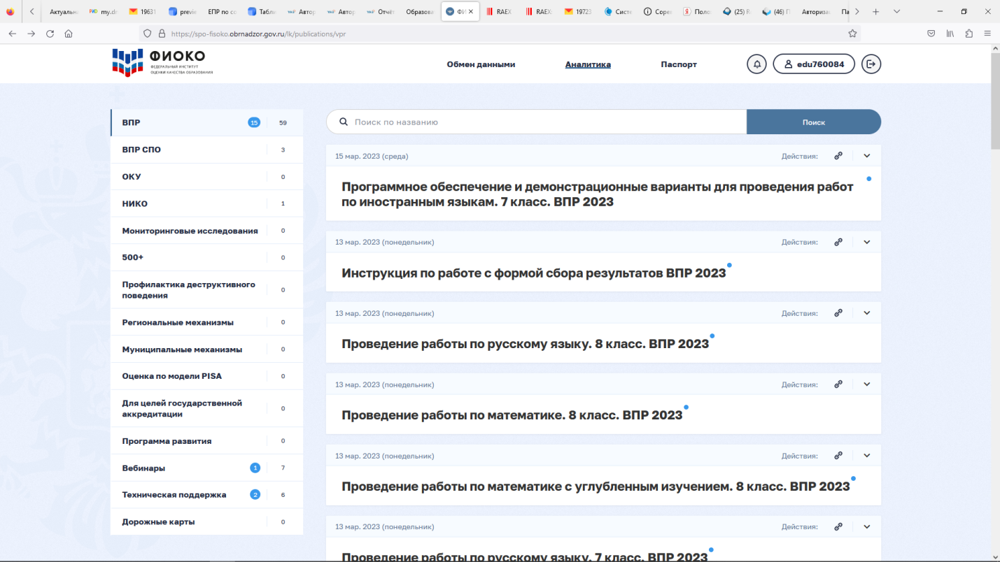 Актуальн
my.dn
19631
previe
ЕПР по со
Табли
Автор
Автор
Отчёт
Образова
ФИ
RAEX
RAEX:
19723
Систе
Соре
Поло
(25) R
(46) П
Авториза
Па
https://spo-fisoko.obrnadzor.gov.ru/lk/publications/vpr
ФИОКО
ФЕДЕРАЛЬНЫЙ ИНСТИТУТ
ОЦЕНКИ КАЧЕСТВА ОБРАЗОВАНИЯ
Обмен данными
Аналитика
Паспорт
edu760084
ВПР 15 59
ВПР СПО 3
ОКУ 0
НИКО 1
Мониторинговые исследования 0
500+ 0
Профилактика деструктивного
поведения 0
Региональные механизмы 0
Муниципальные механизмы 0
Оценка по модели PISA 0
Для целей государственной
аккредитации 0
Программа развития 0
Вебинары 1 7
Техническая поддержка 2 6
Дорожные карты 0
Поиск по названию
Поиск
15 мар. 2023 (среда) Действия:
Программное обеспечение и демонстрационные варианты для проведения работ
по иностранным языкам. 7 класс. ВПР 2023
13 мар. 2023 (понедельник) Действия:
Инструкция по работе с формой сбора результатов ВПР 2023
13 мар. 2023 (понедельник) Действия:
Проведение работы по русскому языку. 8 класс. ВПР 2023
13 мар. 2023 (понедельник) Действия:
Проведение работы по математике. 8 класс. ВПР 2023
13 мар. 2023 (понедельник) Действия:
Проведение работы по математике с углубленным изучением. 8 класс. ВПР 2023
13 мар. 2023 (понедельник) Действия:
Проведение работы по русскому языку. 7 класс. ВПР 2023